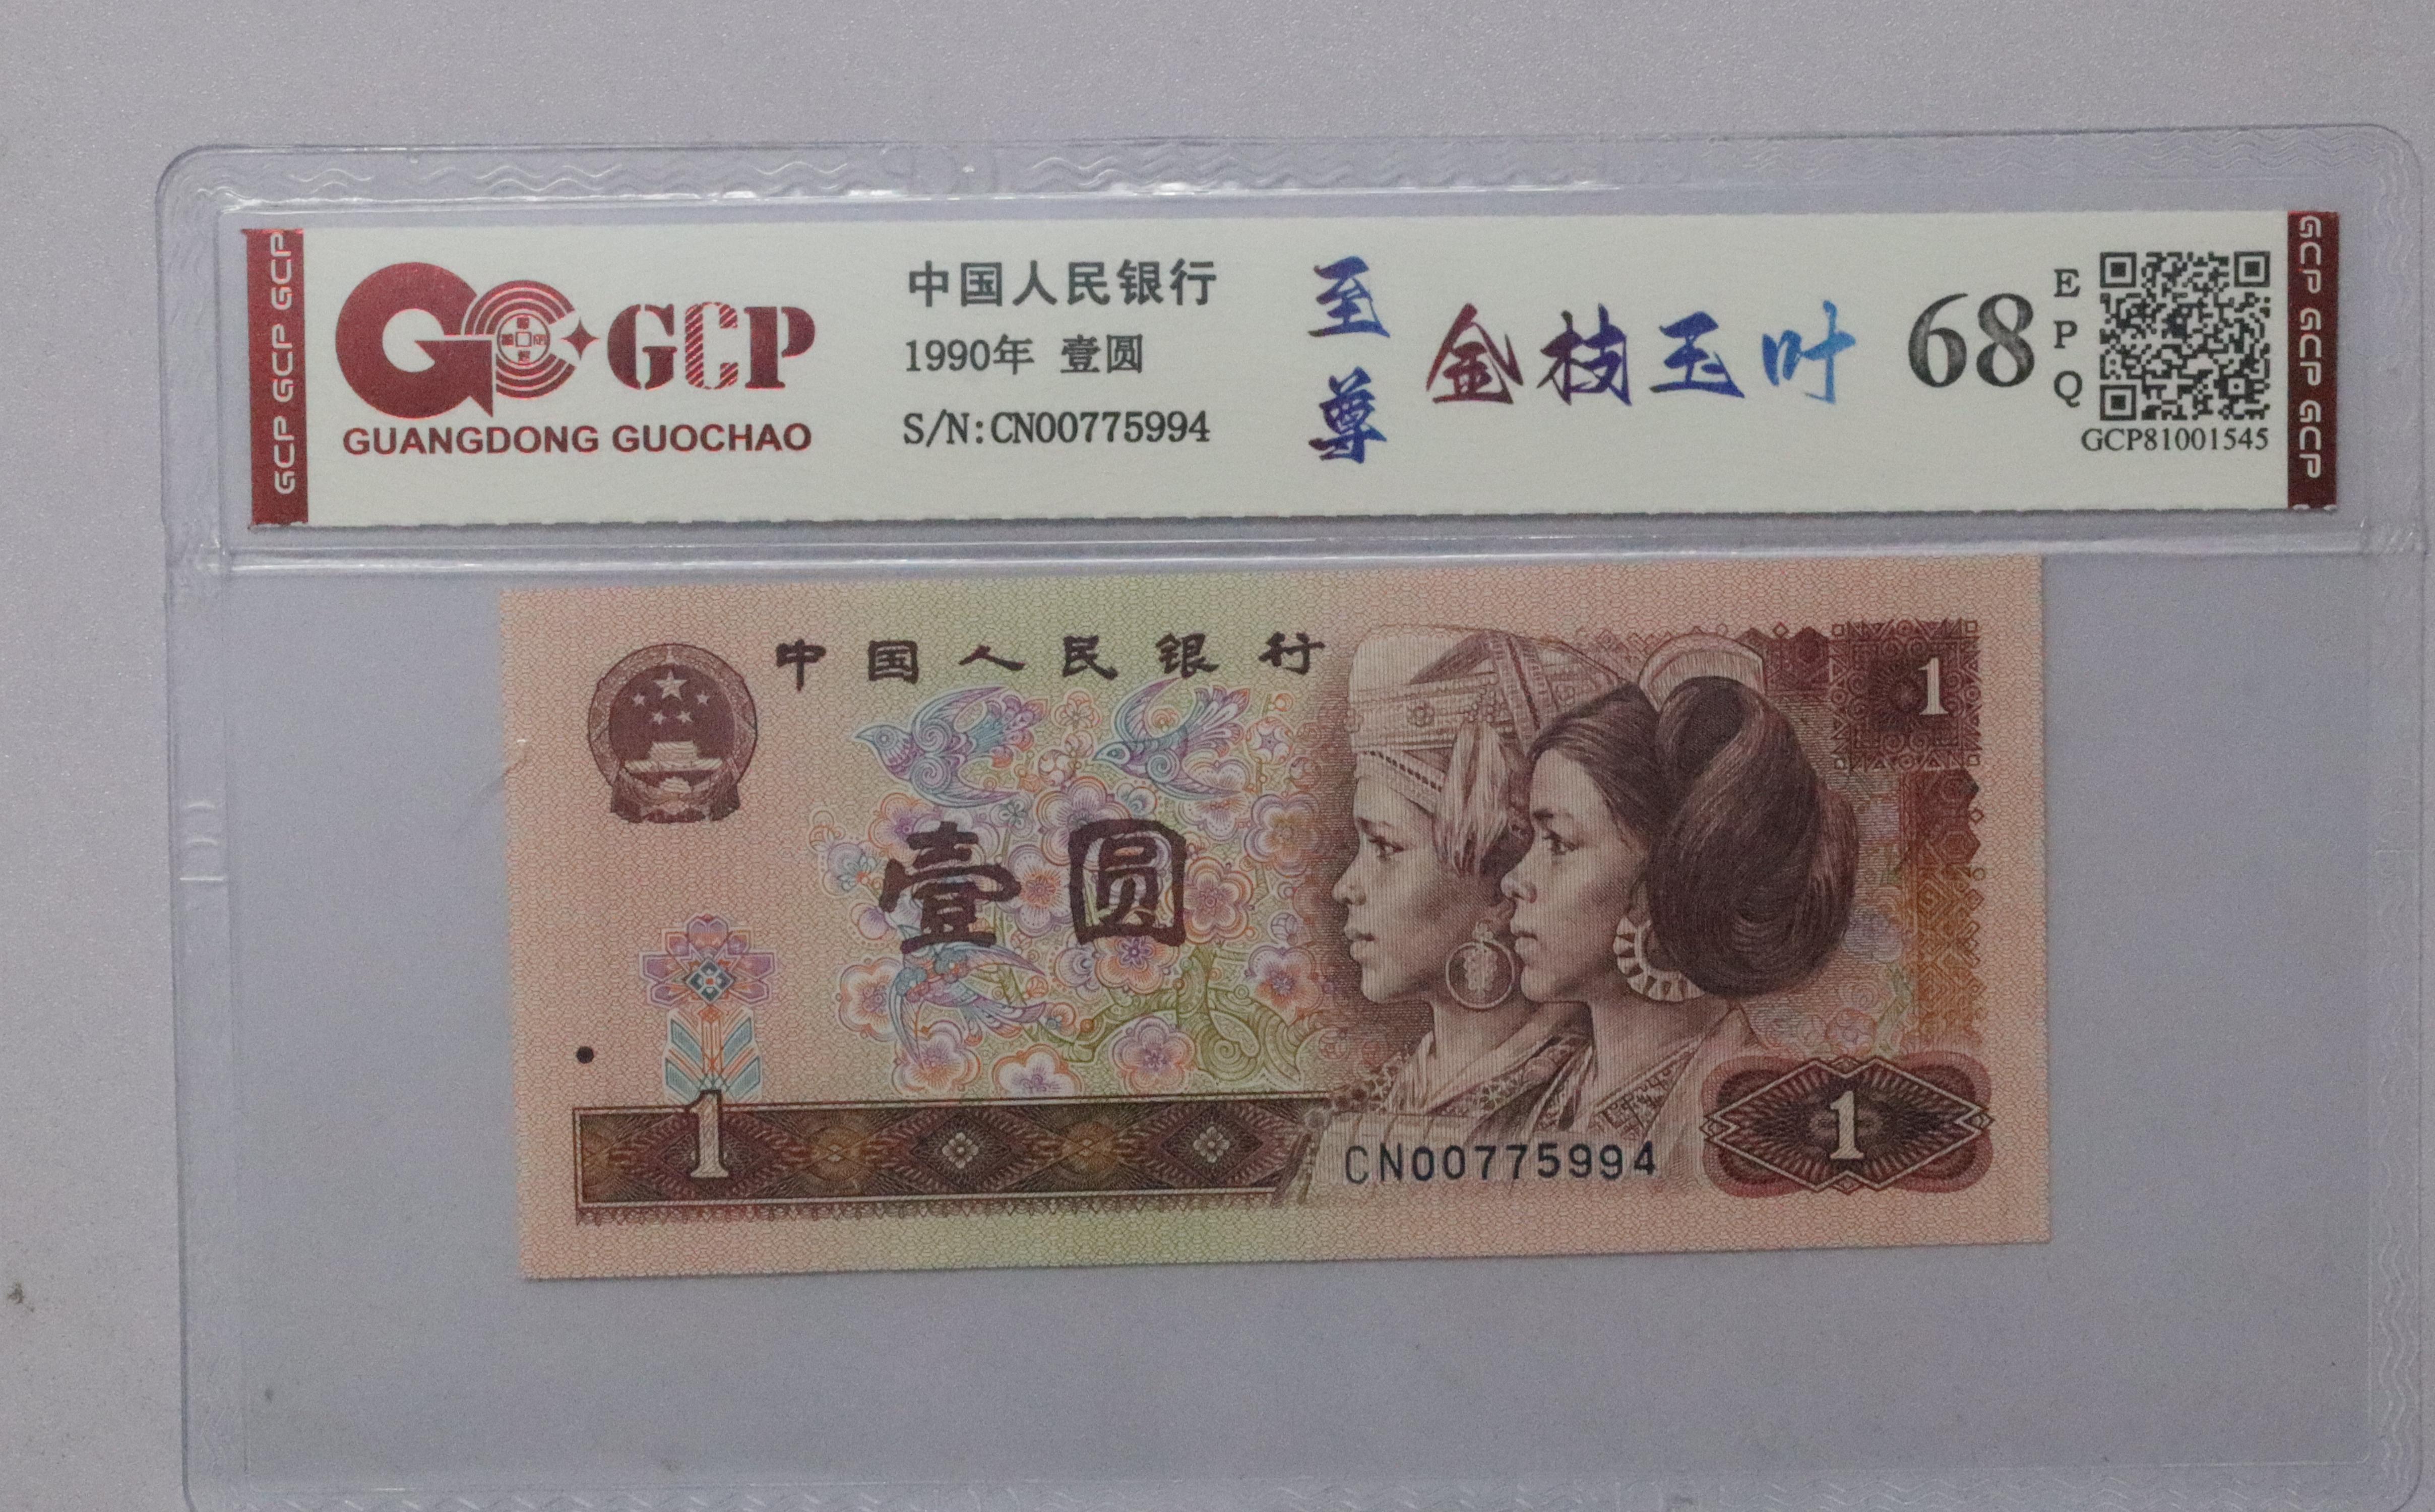 GCP GCP GCP
GCP
GUANGDONG GUOCHAO
中国人民银行
1990年 壹圆
S/N:CN00775994
至尊
金枝玉叶
68
EPQ
GCP81001545
GCP GCP GCP
中国人民银行
1
壹圆
1
1
CN00775994